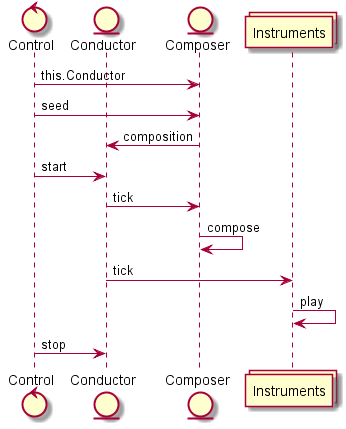 Control Conductor Composer Instruments
this.Conductor
seed
composition
start
tick
compose
tick
play
stop
Control Conductor Composer Instruments